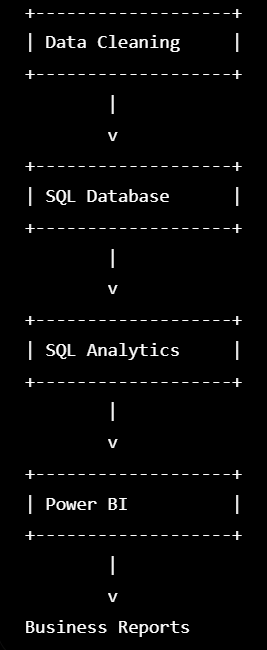 +-------------------+
| Data Cleaning     |
+-------------------+
        |
        v
+-------------------+
| SQL Database      |
+-------------------+
        |
        v
+-------------------+
| SQL Analytics     |
+-------------------+
        |
        v
+-------------------+
| Power BI          |
+-------------------+
        |
        v
Business Reports